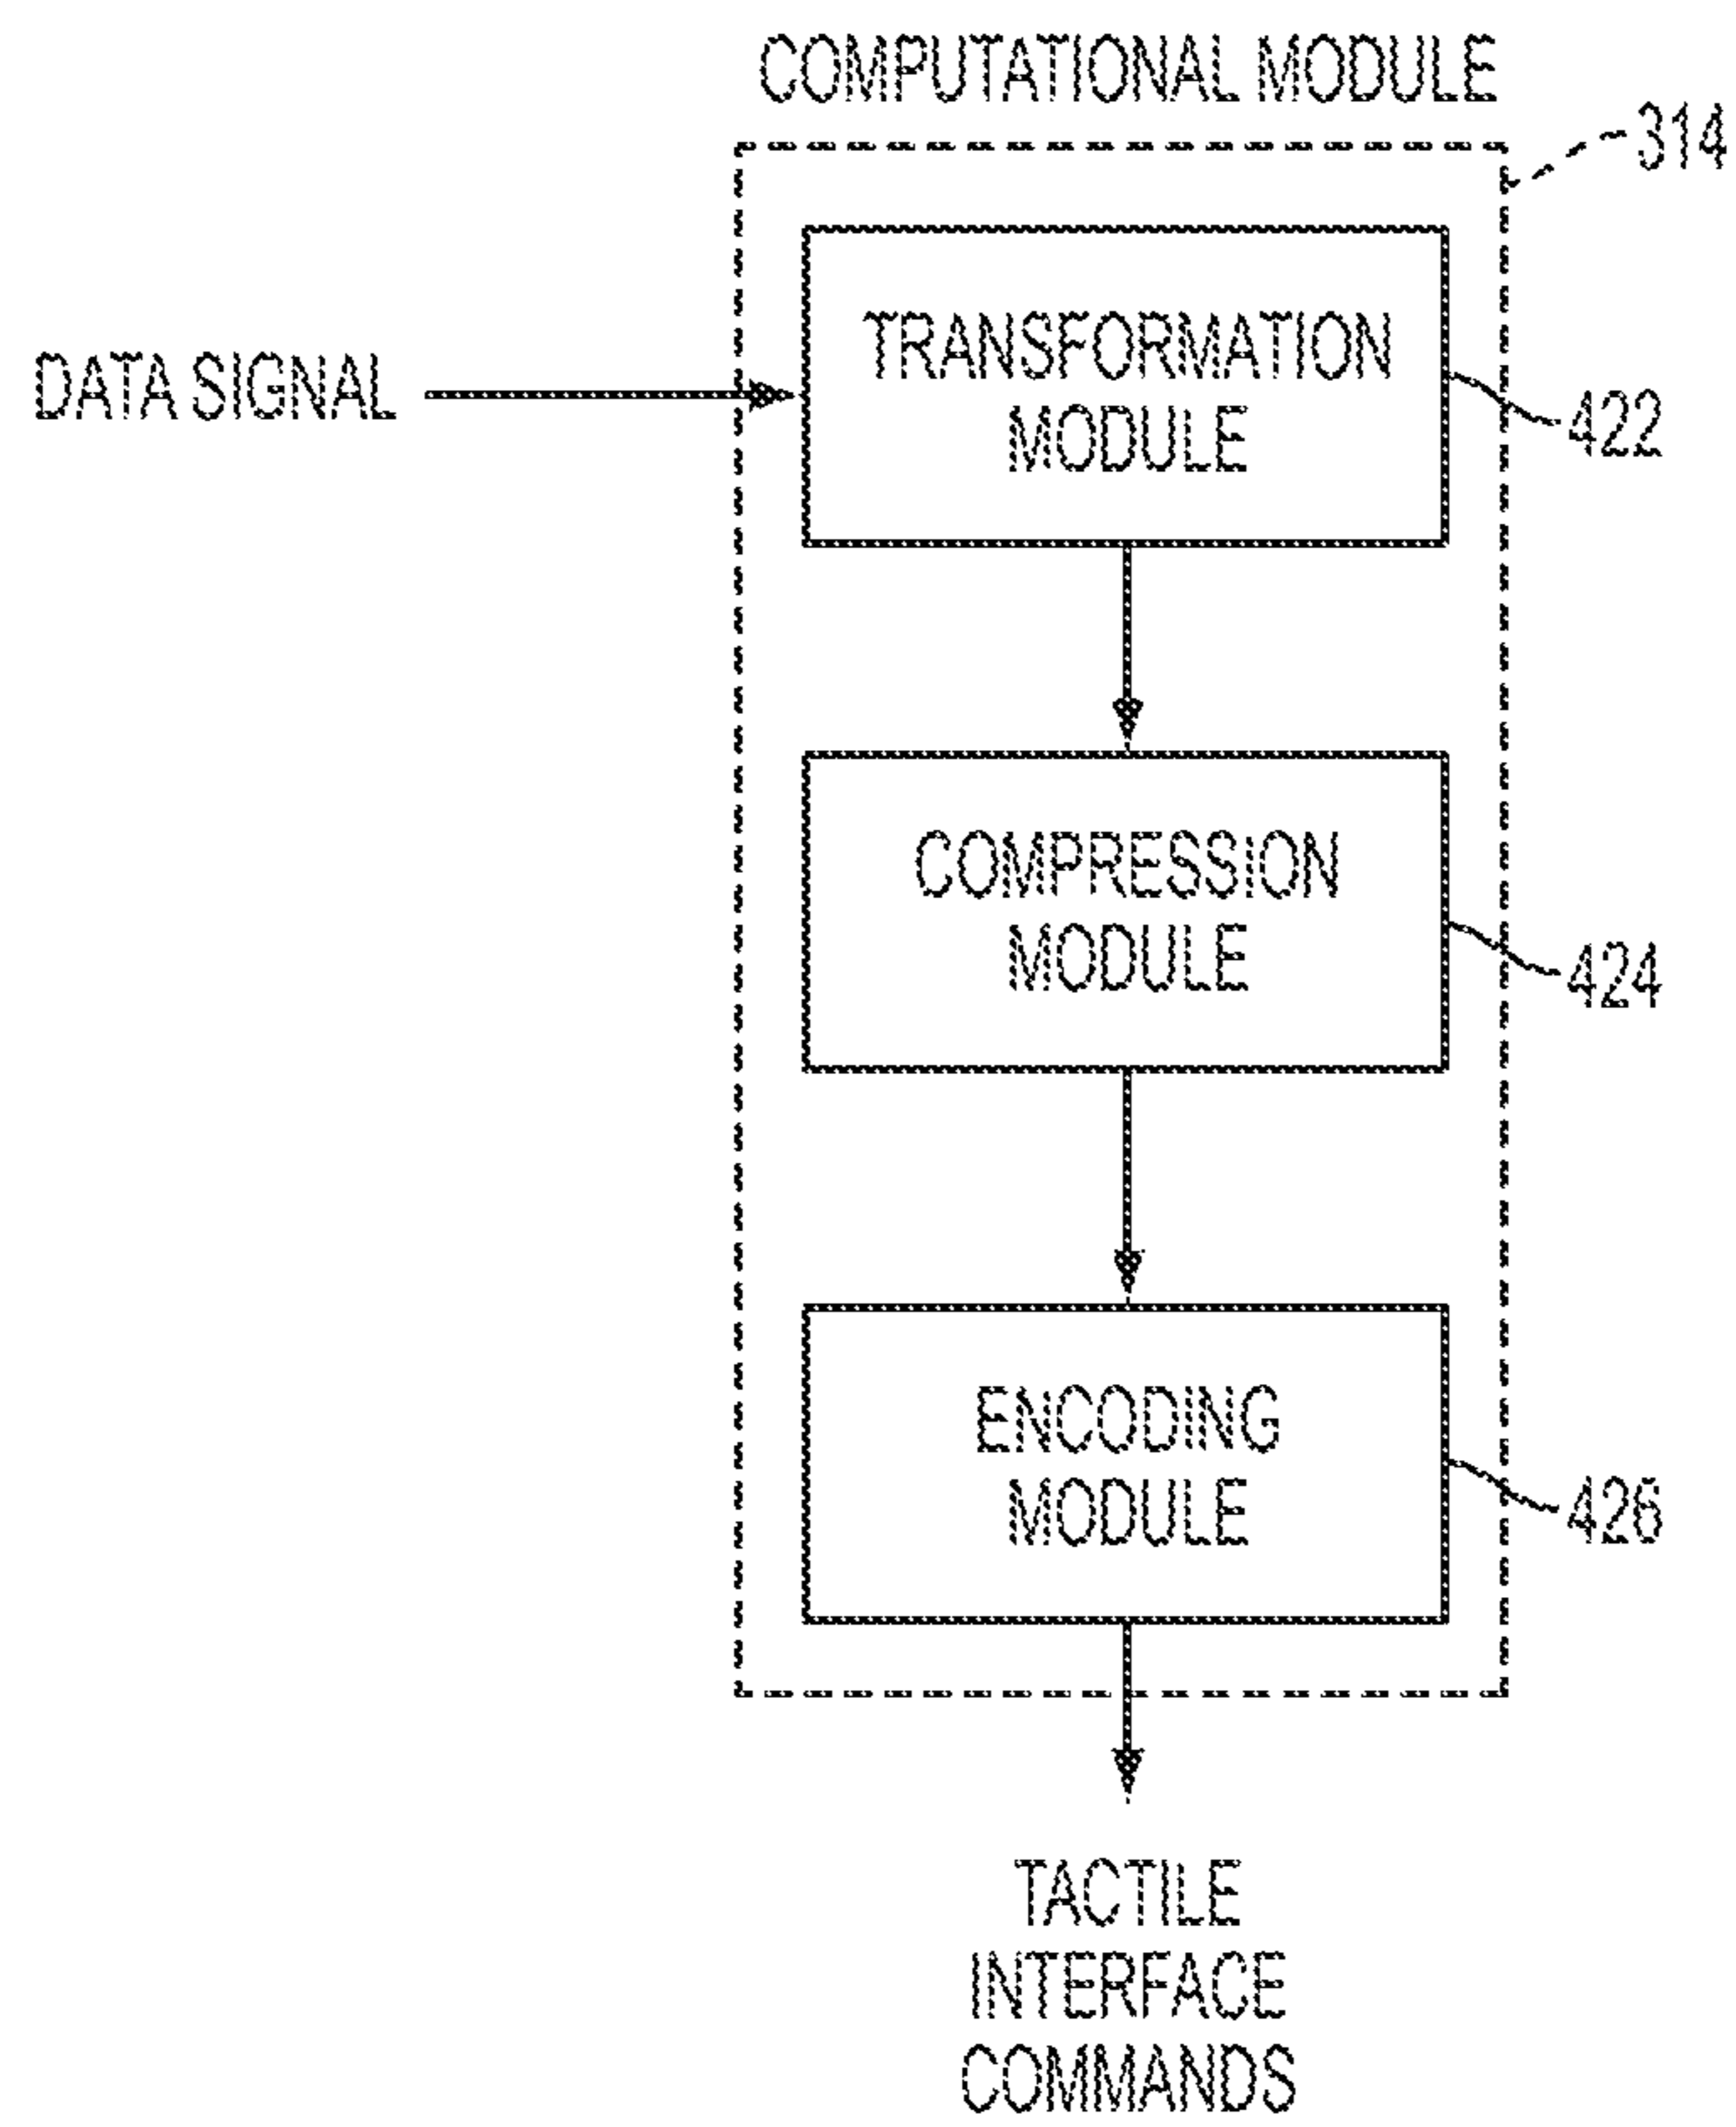 COMPUTATIONAL MODULE
314
TRANSFORMATION
MODULE
DATA SIGNAL
422
COMPRESSION
MODULE
424
ENCODING
MODULE
426
TACTILE
INTERFACE
COMMANDS